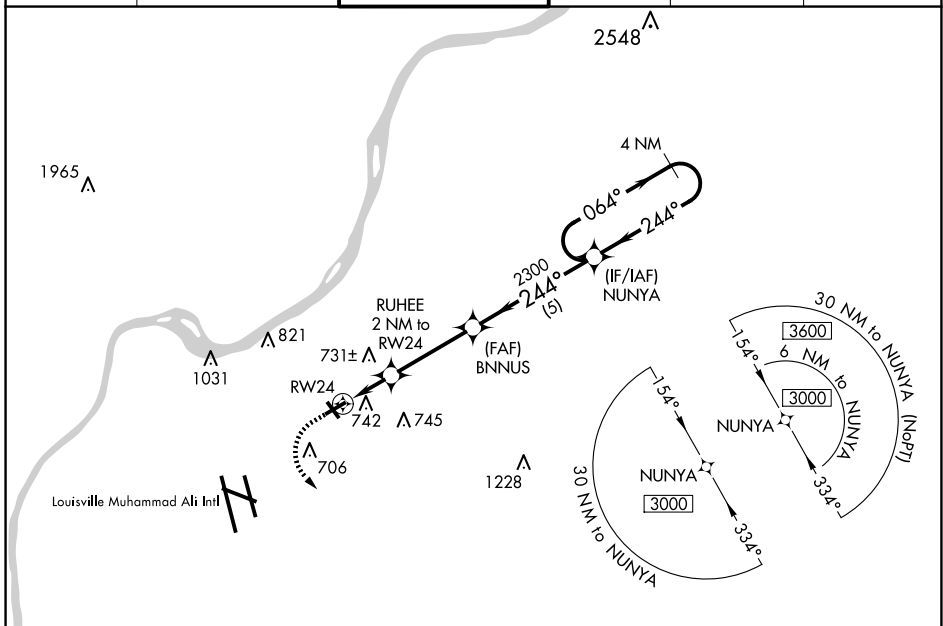 2548
1965
4 NM
064°
244°
(IF/IAF)
NUNYA
2300
244°
(5)
RUHEE
2 NM to
RW24
(FAF)
BNNUS
821
1031
731±
RW24
742
745
706
1228
Louisville Muhammad Ali Intl
30 NM to NUNYA (NoPT)
3600
154°
6 NM to NUNYA
3000
NUNYA
334°
154°
NUNYA
3000
334°
30 NM to NUNYA